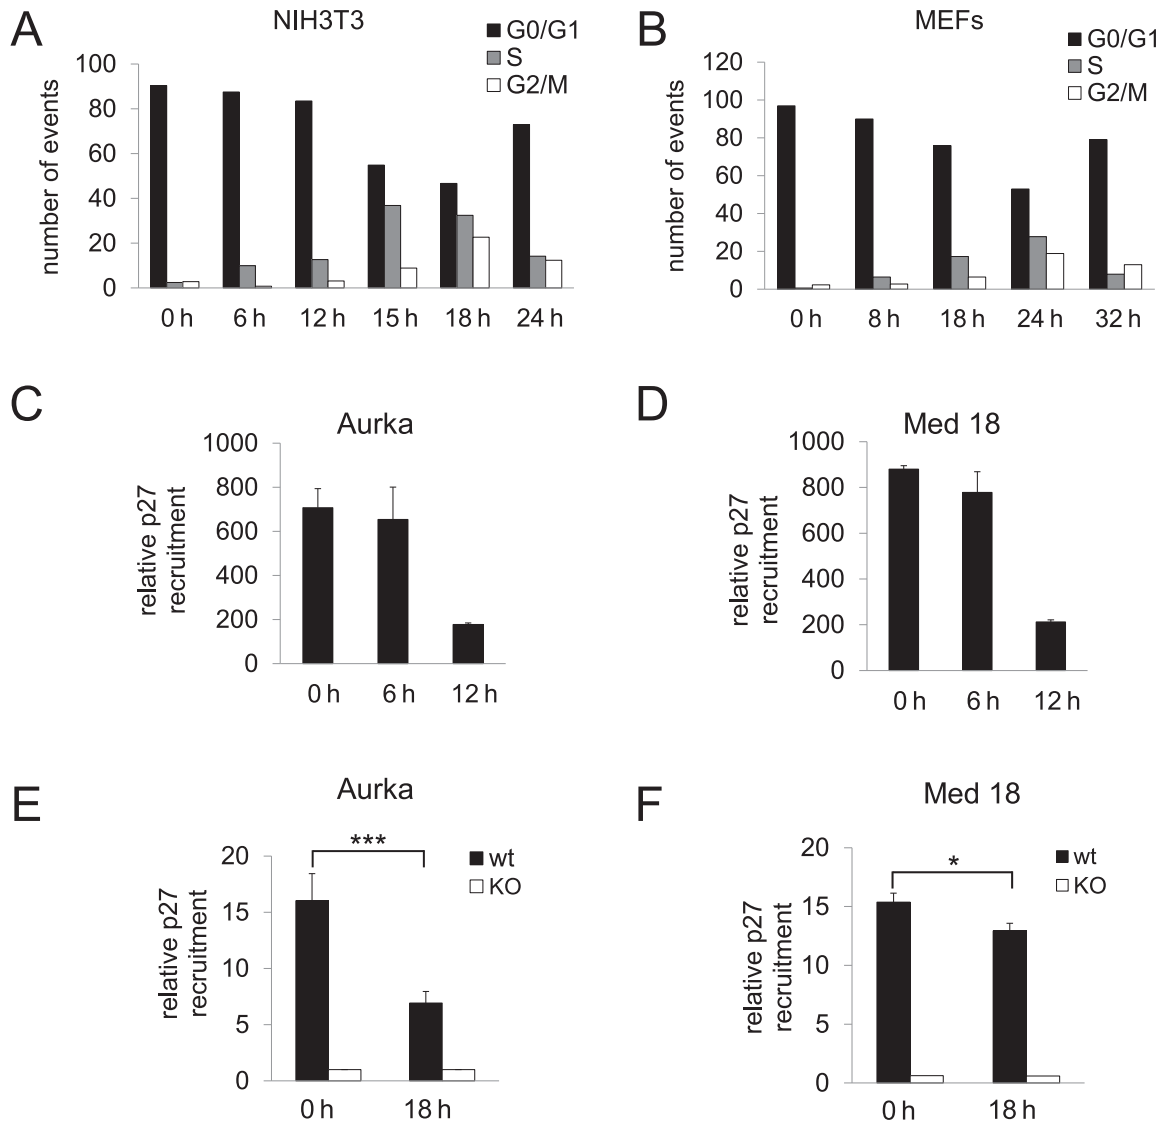 A
NIH3T3
G0/G1
S
G2/M
number of events
100
80
60
40
20
0
0 h 6 h 12 h 15 h 18 h 24 h
B
MEFs
G0/G1
S
G2/M
number of events
120
100
80
60
40
20
0
0 h 8 h 18 h 24 h 32 h
C
Aurka
relative p27
recruitment
1000
800
600
400
200
0
0 h 6 h 12 h
D
Med 18
relative p27
recruitment
1000
800
600
400
200
0
0 h 6 h 12 h
E
Aurka
***
wt
KO
relative p27
recruitment
20
15
10
5
0
0 h 18 h
F
Med 18
*
wt
KO
relative p27
recruitment
20
15
10
5
0
0 h 18 h